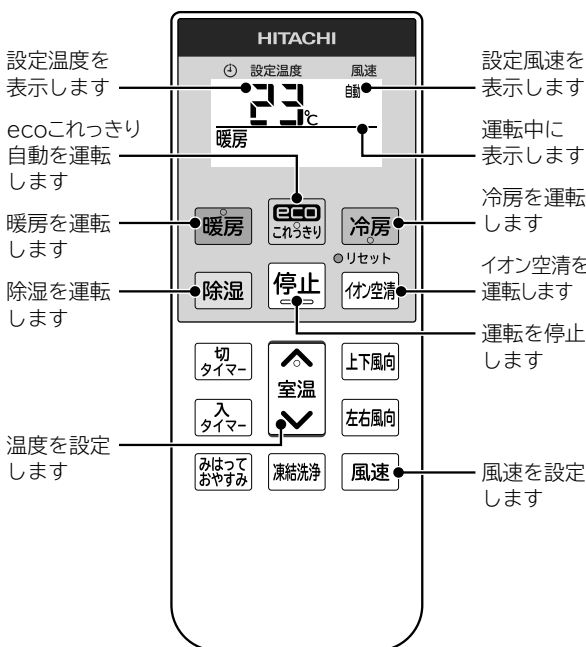 HITACHI
設定温度 風速
自動
23℃
暖房
設定温度を
表示します
ecoこれっきり
自動を運転
します
暖房を運転
します
除湿を運転
します
温度を設定
します
設定風速を
表示します
運転中に
表示します
冷房を運転
します
イオン空清を
運転します
運転を停止
します
風速を設定
します
暖房
eco
これっきり
冷房
リセット
除湿
停止
イオン空清
切
タイマー
室温
上下風向
入
タイマー
左右風向
みはって
おやすみ
凍結洗浄
風速